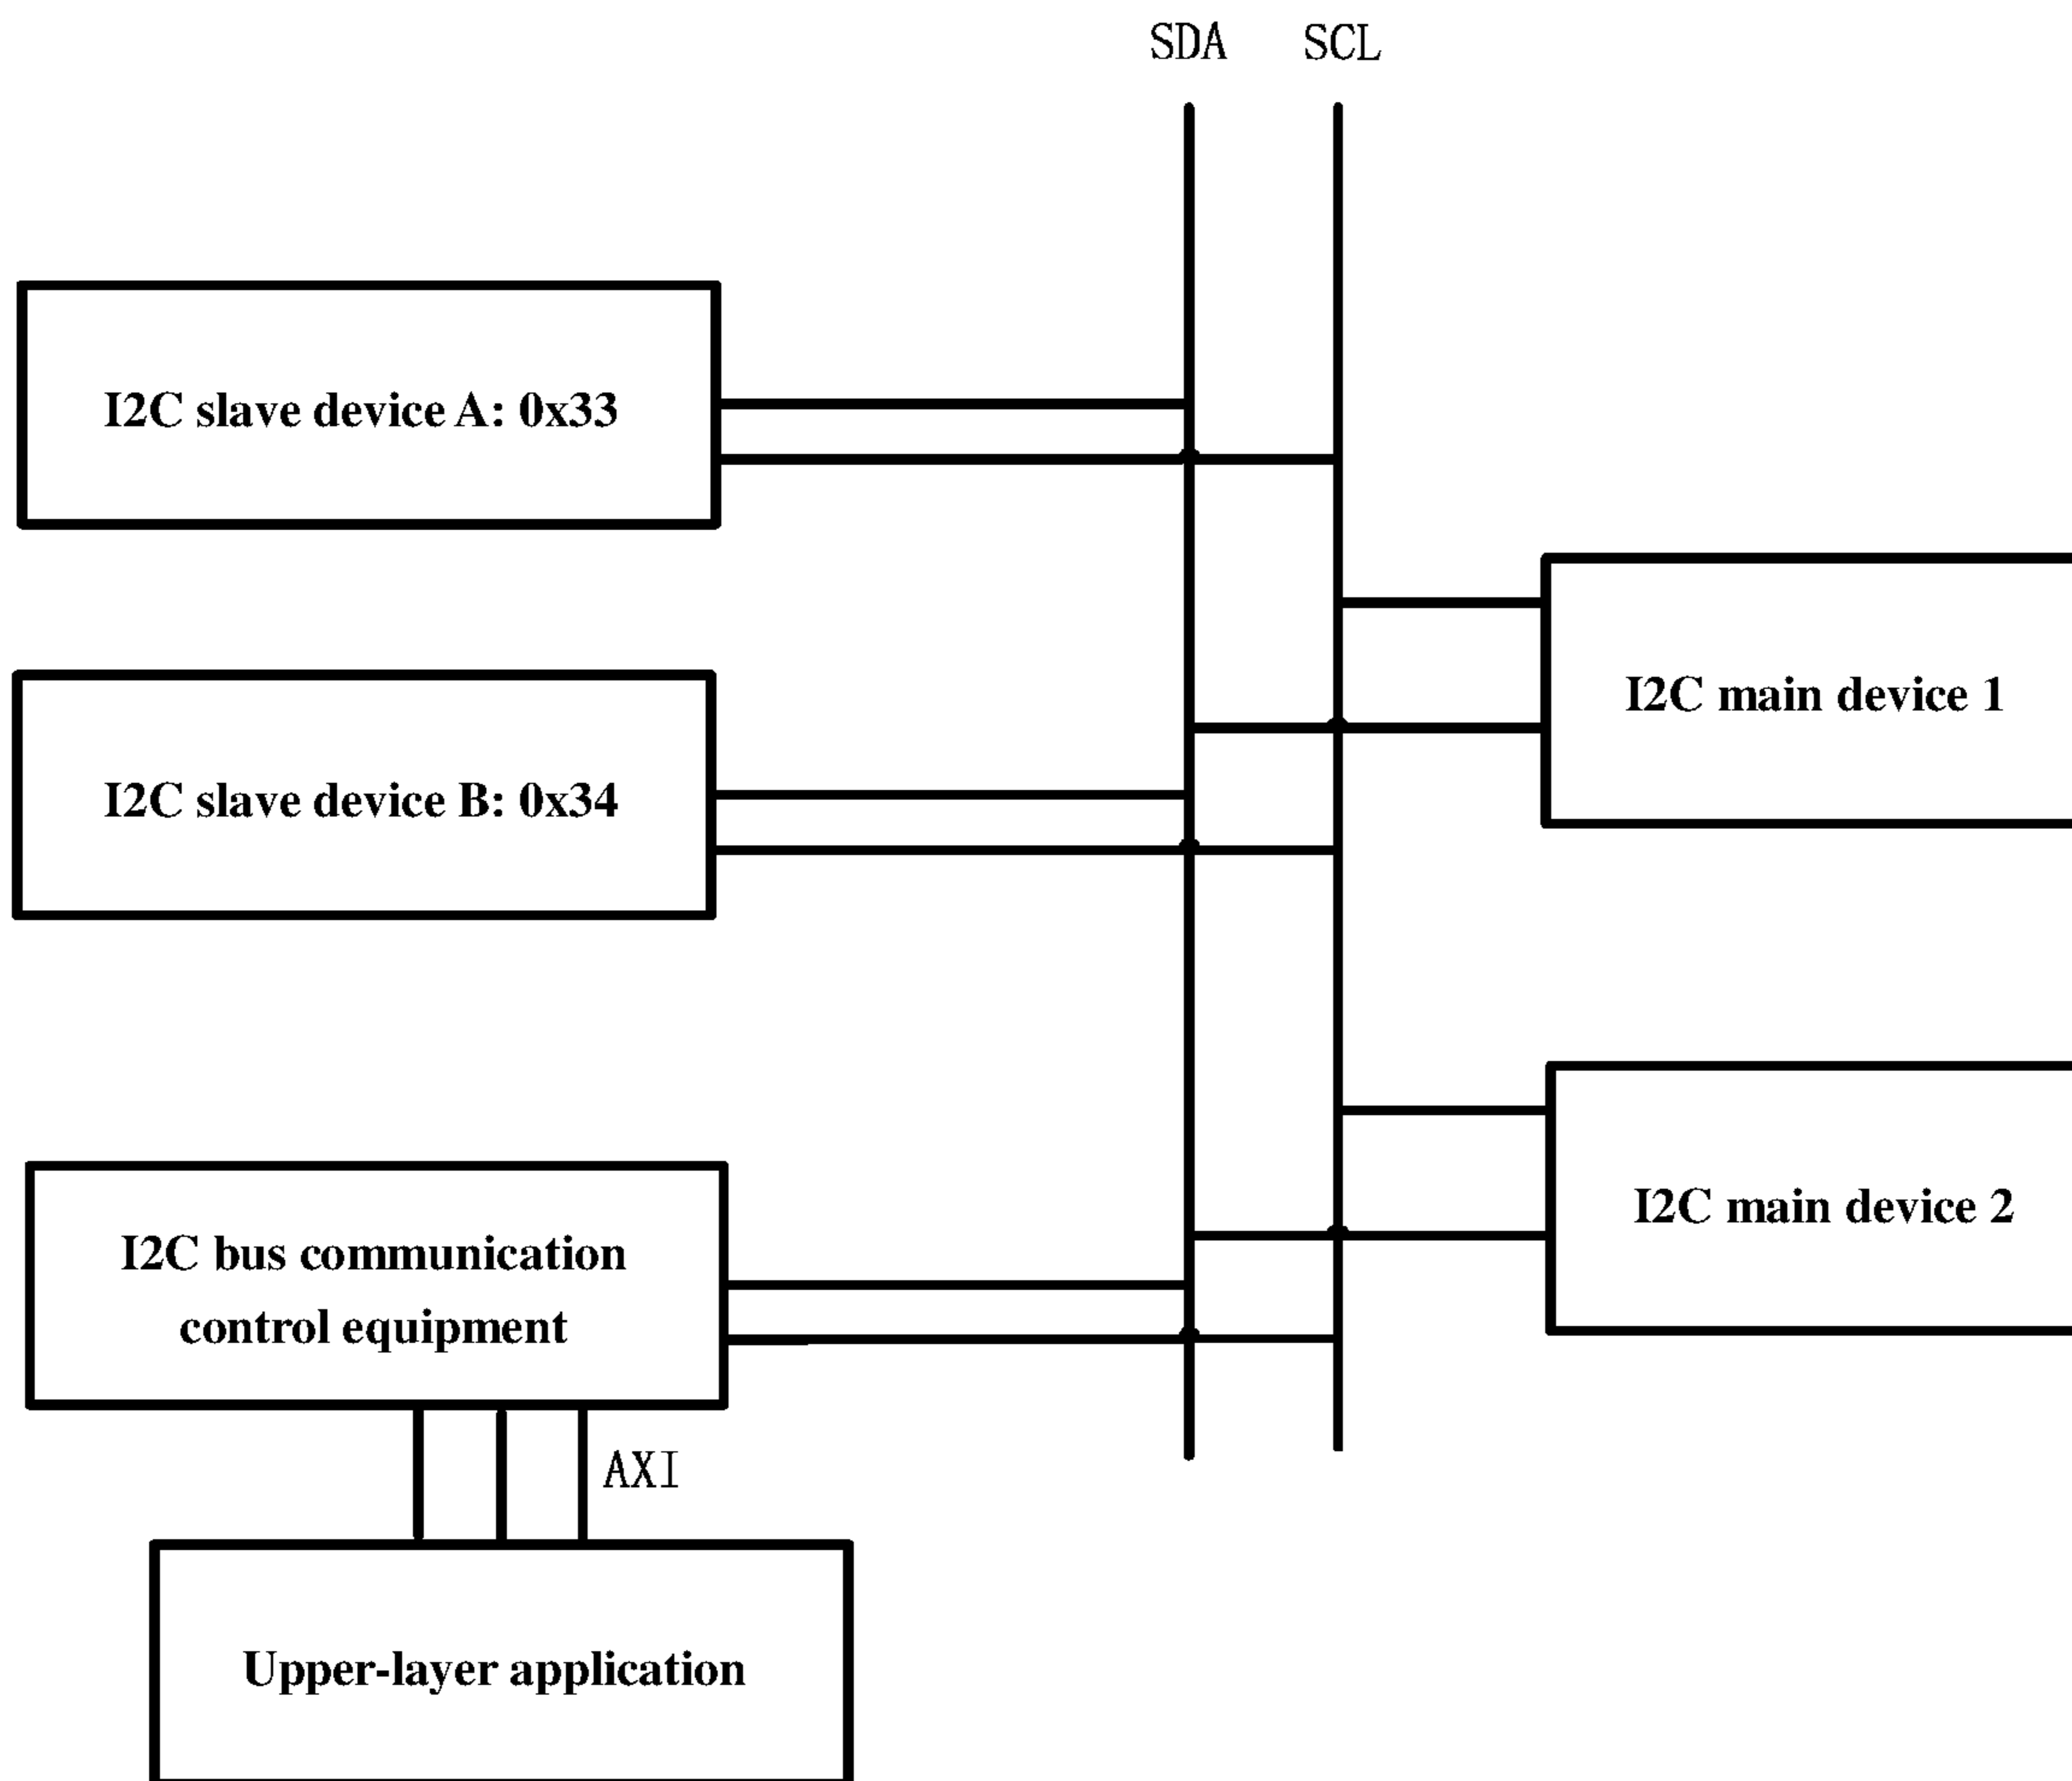 SDA SCL
I2C slave device A: 0x33
I2C main device 1
I2C slave device B: 0x34
I2C main device 2
I2C bus communication
control equipment
AXI
Upper-layer application